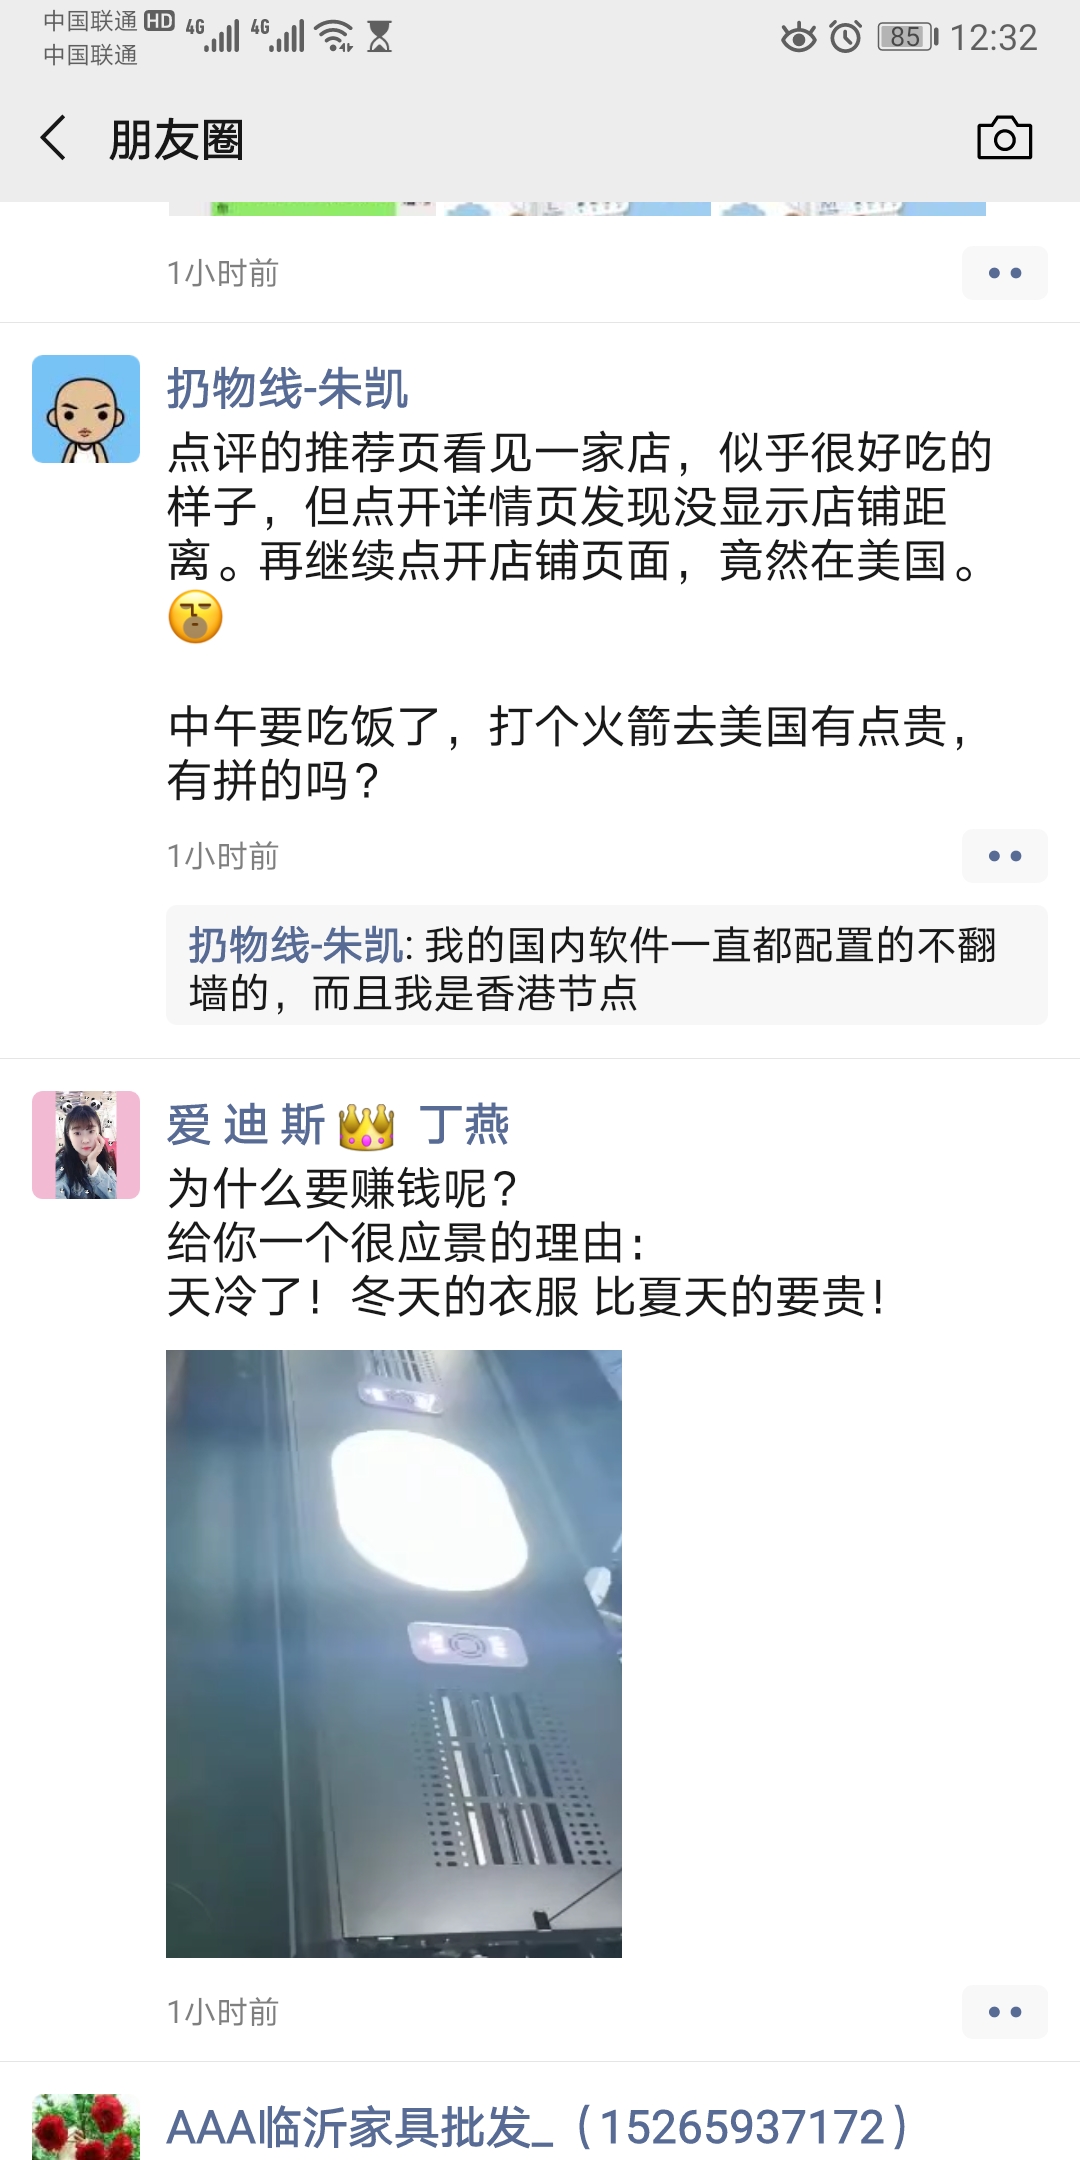 中国联通 HD 4G 4G 85 12:32
中国联通
朋友圈
1小时前
扔物线-朱凯
点评的推荐页看见一家店，似乎很好吃的
样子，但点开详情页发现没显示店铺距
离。再继续点开店铺页面，竟然在美国。
中午要吃饭了，打个火箭去美国有点贵，
有拼的吗？
1小时前
扔物线-朱凯: 我的国内软件一直都配置的不翻
墙的，而且我是香港节点
爱 迪 斯👑 丁燕
为什么要赚钱呢？
给你一个很应景的理由：
天冷了！冬天的衣服 比夏天的要贵！
1小时前
AAA临沂家具批发_（15265937172）